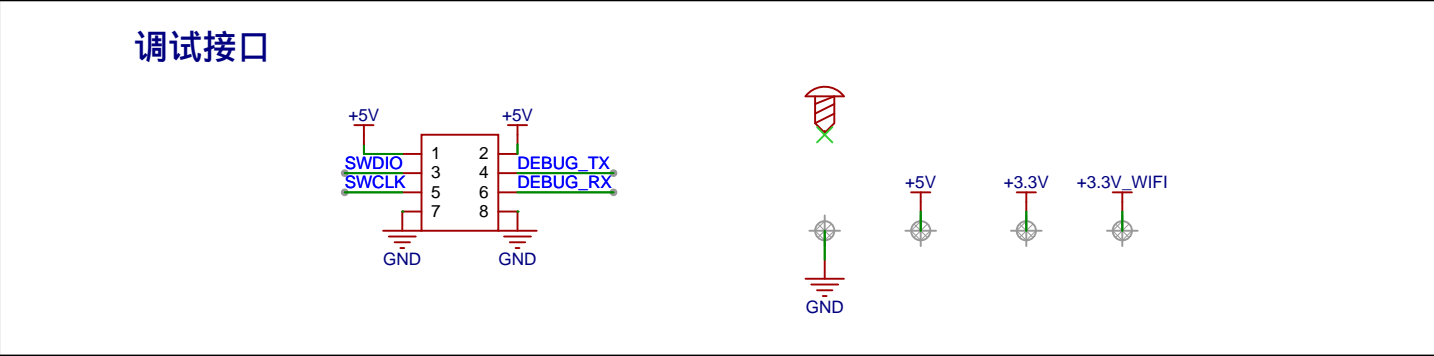 调试接口
+5V +5V
1 2
SWDIO 3 4 DEBUG_TX
SWCLK 5 6 DEBUG_RX
7 8
GND GND
+5V +3.3V +3.3V_WIFI
GND